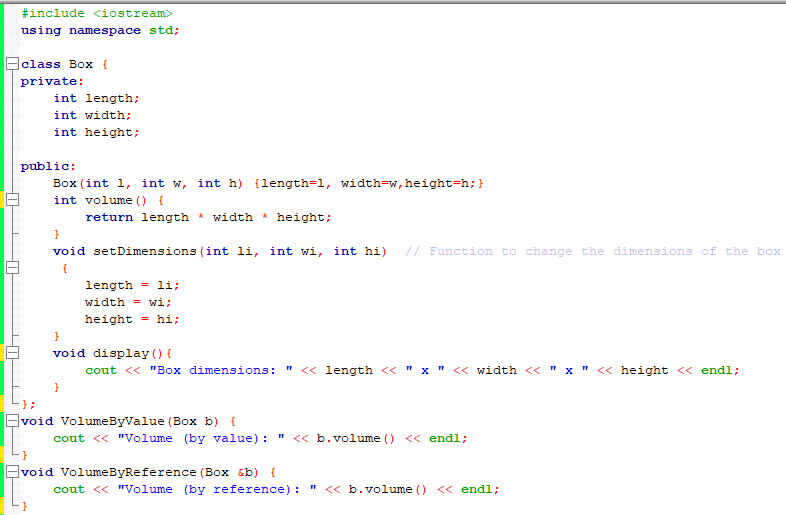 #include <iostream>
using namespace std;
class Box {
private:
int length;
int width;
int height;
public:
Box(int l, int w, int h) {length=l, width=w,height=h;}
int volume() {
return length * width * height;
}
void setDimensions(int li, int wi, int hi)  // Function to change the dimensions of the box
{
length = li;
width = wi;
height = hi;
}
void display(){
cout << "Box dimensions: " << length << " x " << width << " x " << height << endl;
}
};
void VolumeByValue(Box b) {
cout << "Volume (by value): " << b.volume() << endl;
}
void VolumeByReference(Box &b) {
cout << "Volume (by reference): " << b.volume() << endl;
}